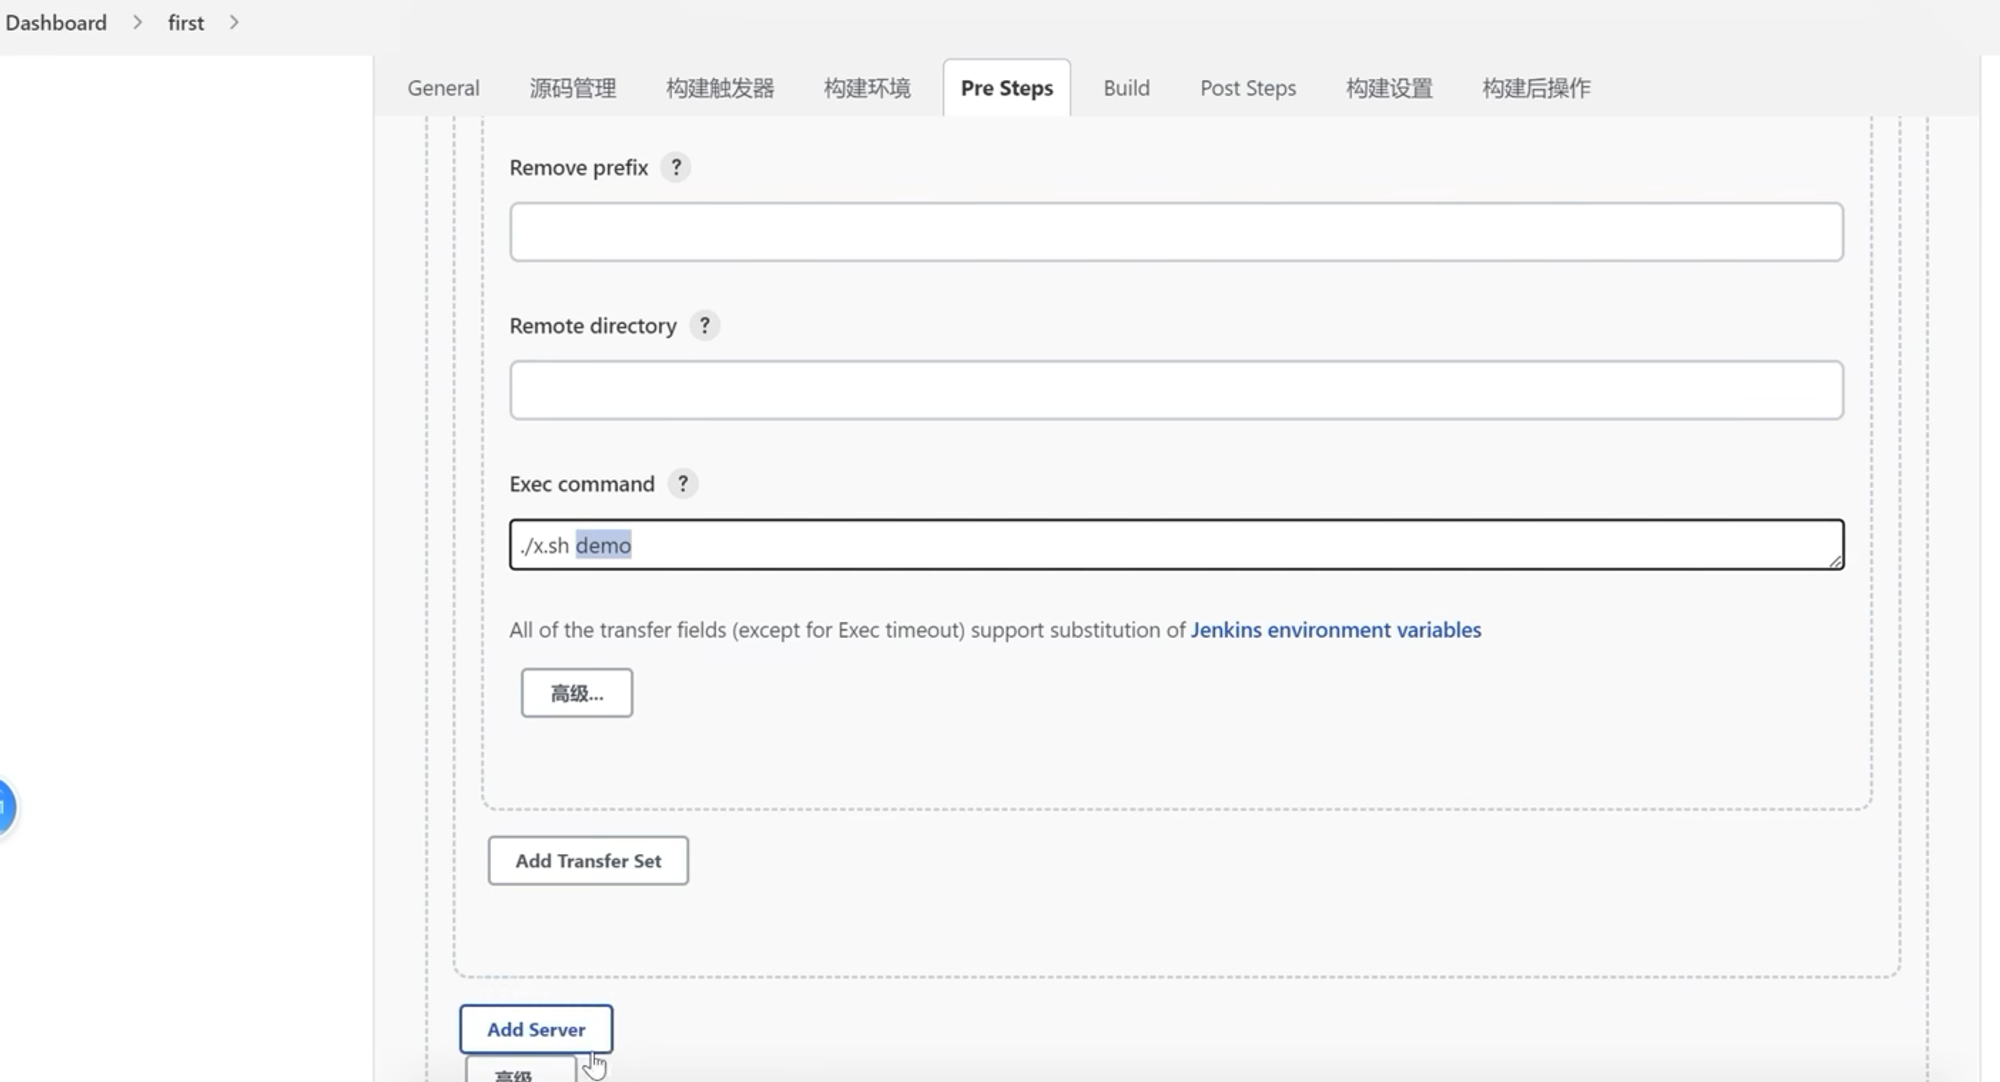 Dashboard > first >
General 源码管理 构建触发器 构建环境 Pre Steps Build Post Steps 构建设置 构建后操作
Remove prefix ?
Remote directory ?
Exec command ?
./x.sh demo
All of the transfer fields (except for Exec timeout) support substitution of Jenkins environment variables
高级...
Add Transfer Set
Add Server
高级